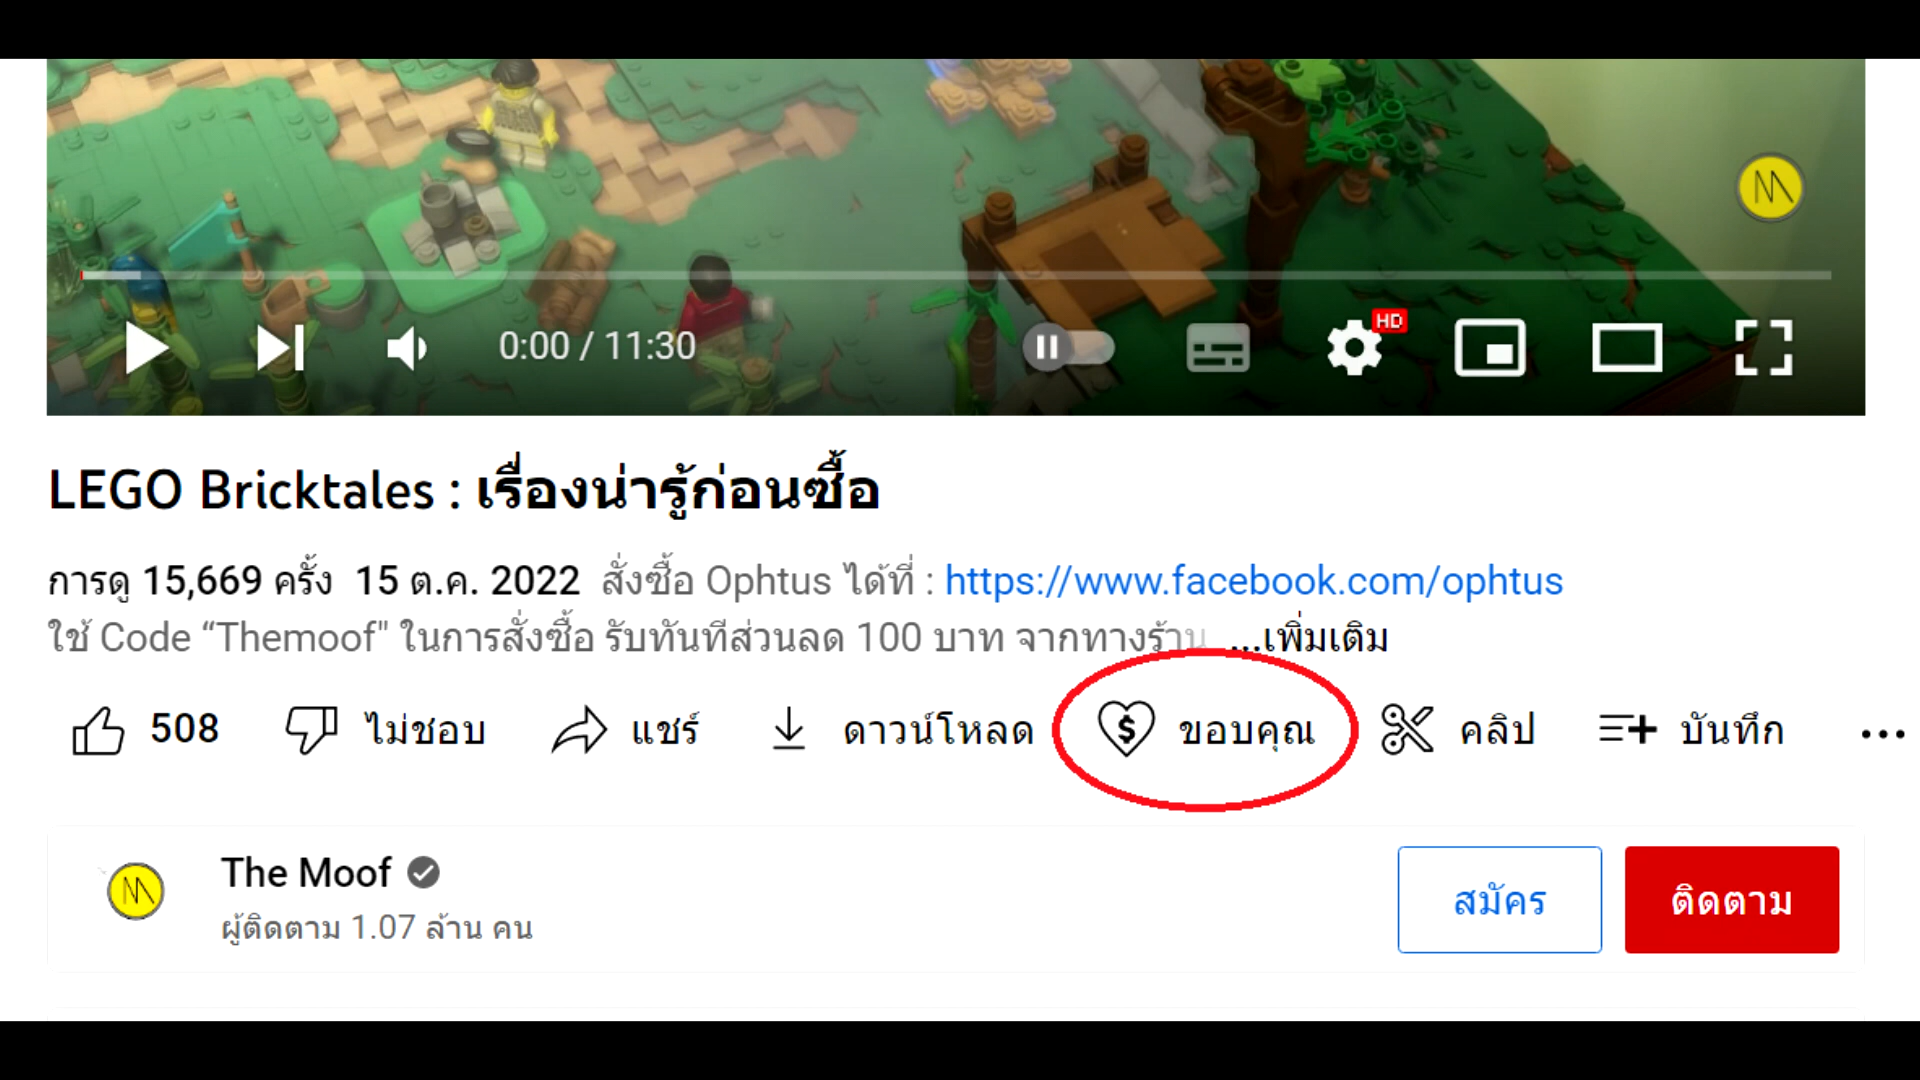 HD
0:00 / 11:30
LEGO Bricktales : เรื่องน่ารู้ก่อนซื้อ
การดู 15,669 ครั้ง 15 ต.ค. 2022 สั่งซื้อ Ophtus ได้ที่ : https://www.facebook.com/ophtus
ใช้ Code “Themoof" ในการสั่งซื้อ รับทันทีส่วนลด 100 บาท จากทางร้าน ...เพิ่มเติม
508 ไม่ชอบ แชร์ ดาวน์โหลด $ ขอบคุณ คลิป บันทึก ...
The Moof
ผู้ติดตาม 1.07 ล้าน คน
สมัคร ติดตาม